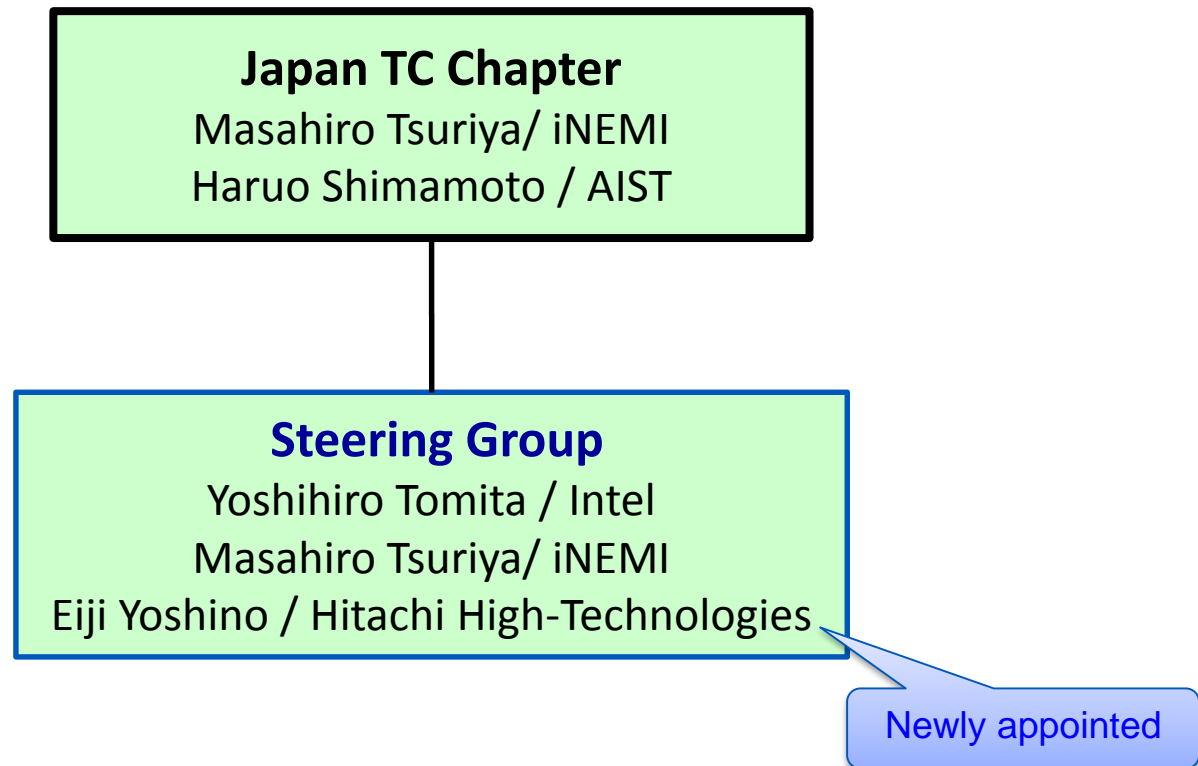 Japan TC Chapter
Masahiro Tsuriya/ iNEMI
Haruo Shimamoto / AIST
Steering Group
Yoshihiro Tomita / Intel
Masahiro Tsuriya/ iNEMI
Eiji Yoshino / Hitachi High-Technologies
Newly appointed